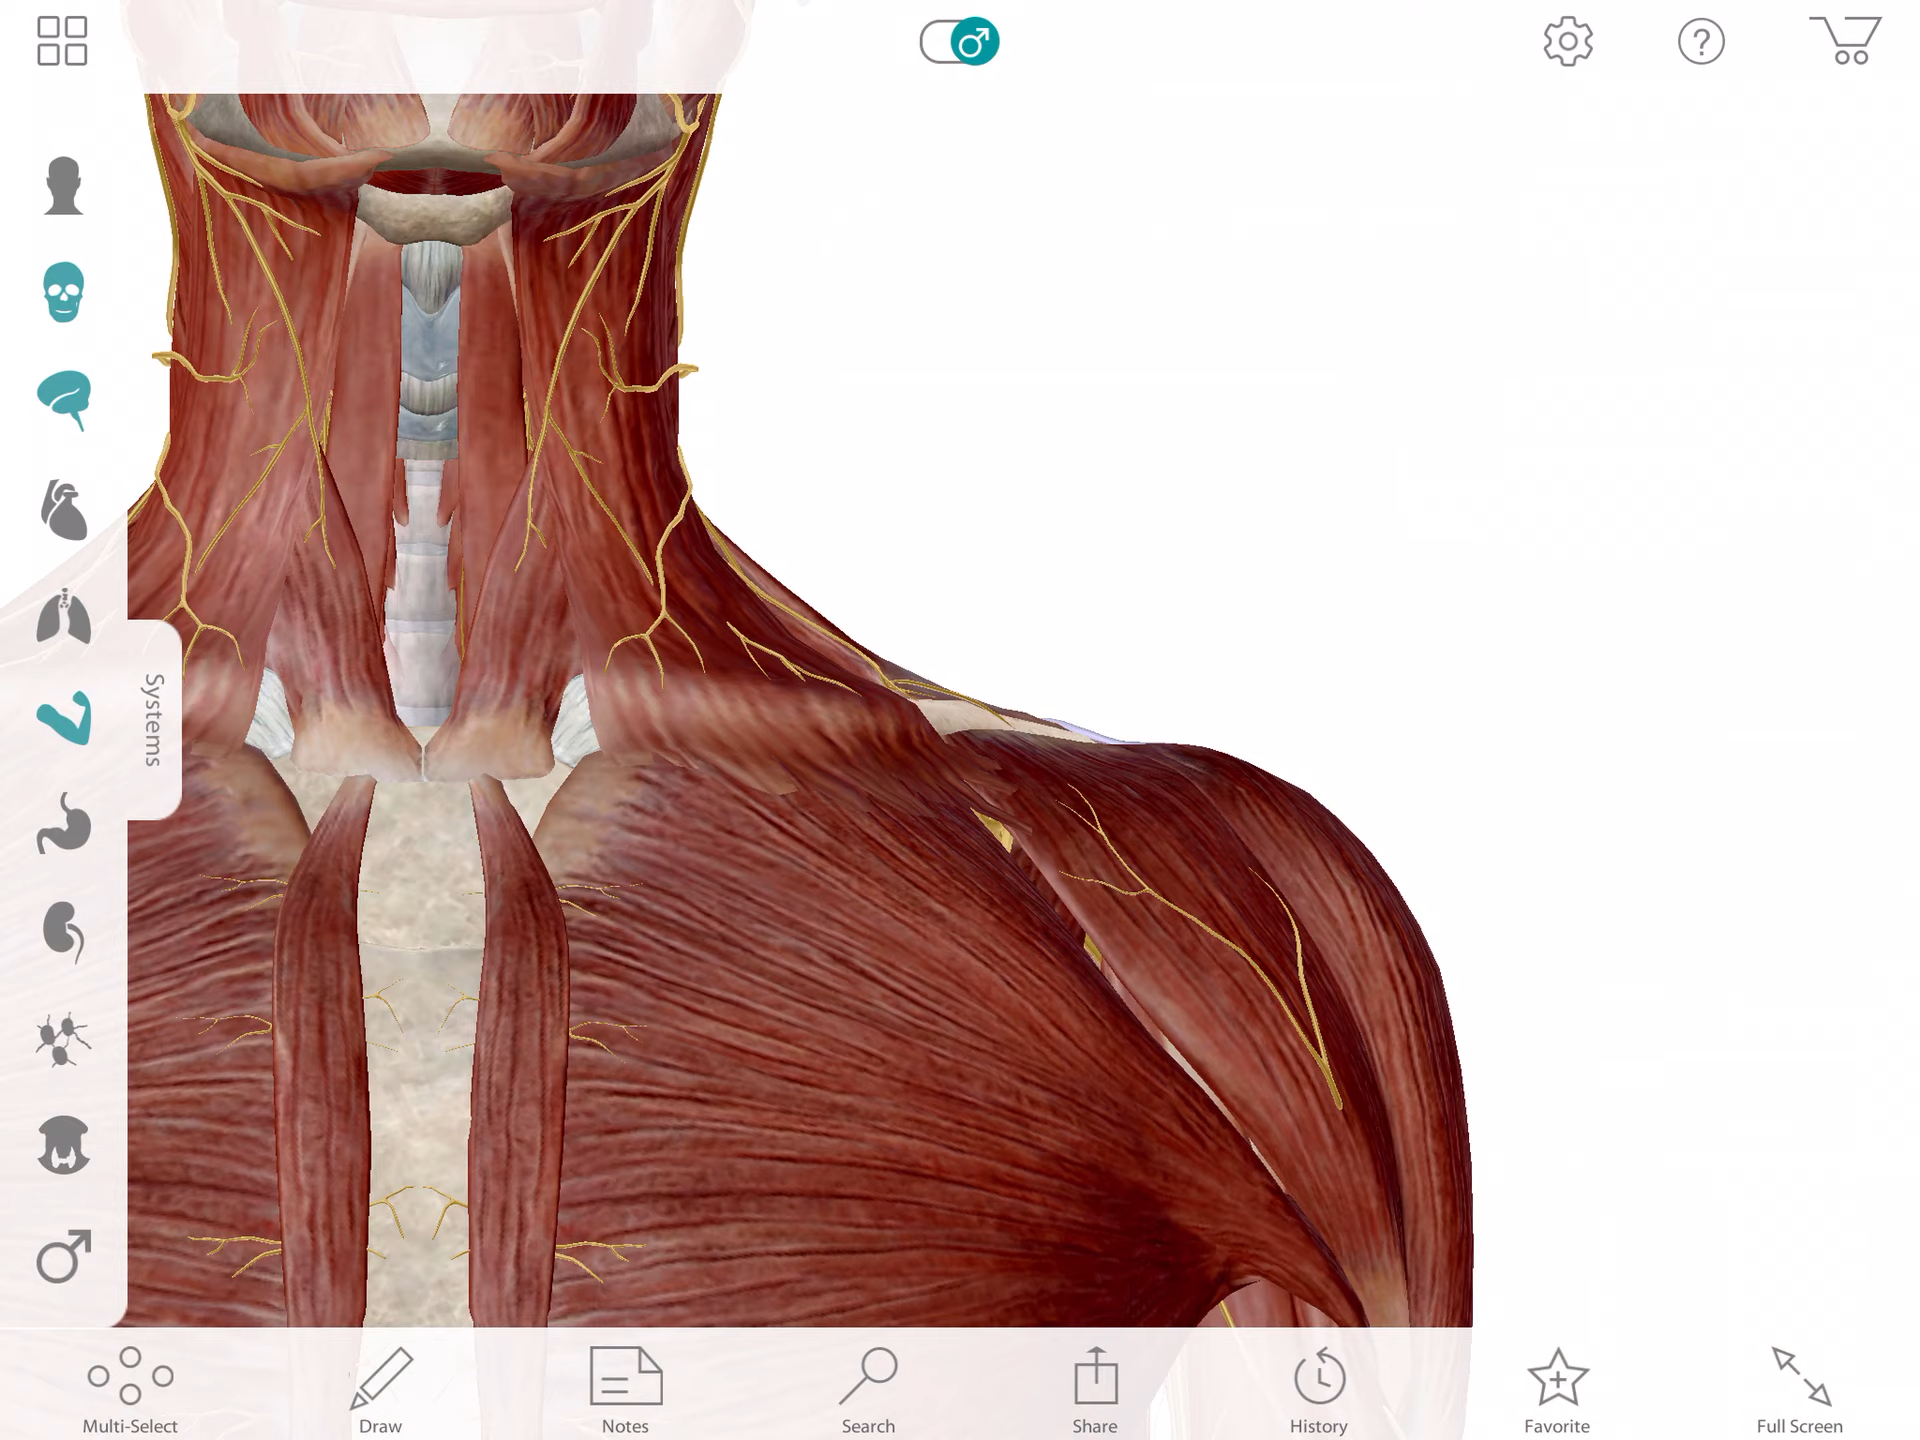 Systems
Multi-Select
Draw
Notes
Search
Share
History
Favorite
Full Screen